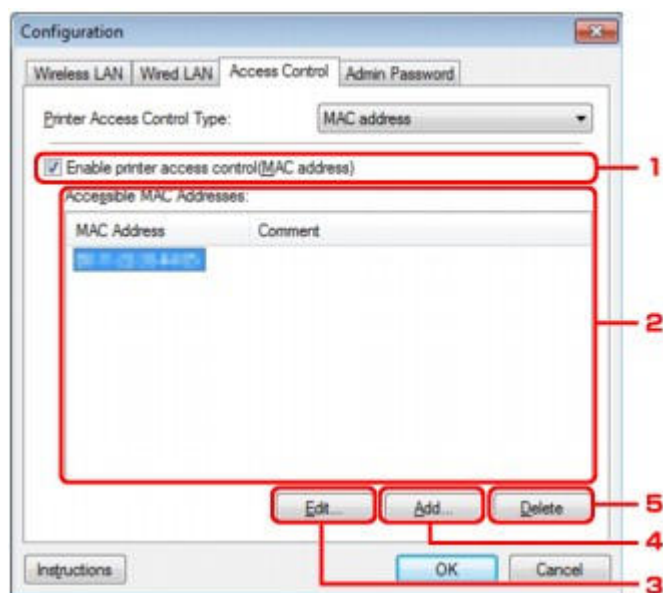 Configuration
Wireless LAN Wired LAN Access Control Admin Password
Printer Access Control Type: MAC address
Enable printer access control(MAC address) 1
Accessible MAC Addresses:
MAC Address Comment
2
Edit... Add... Delete 5
4
Instructions OK Cancel
3